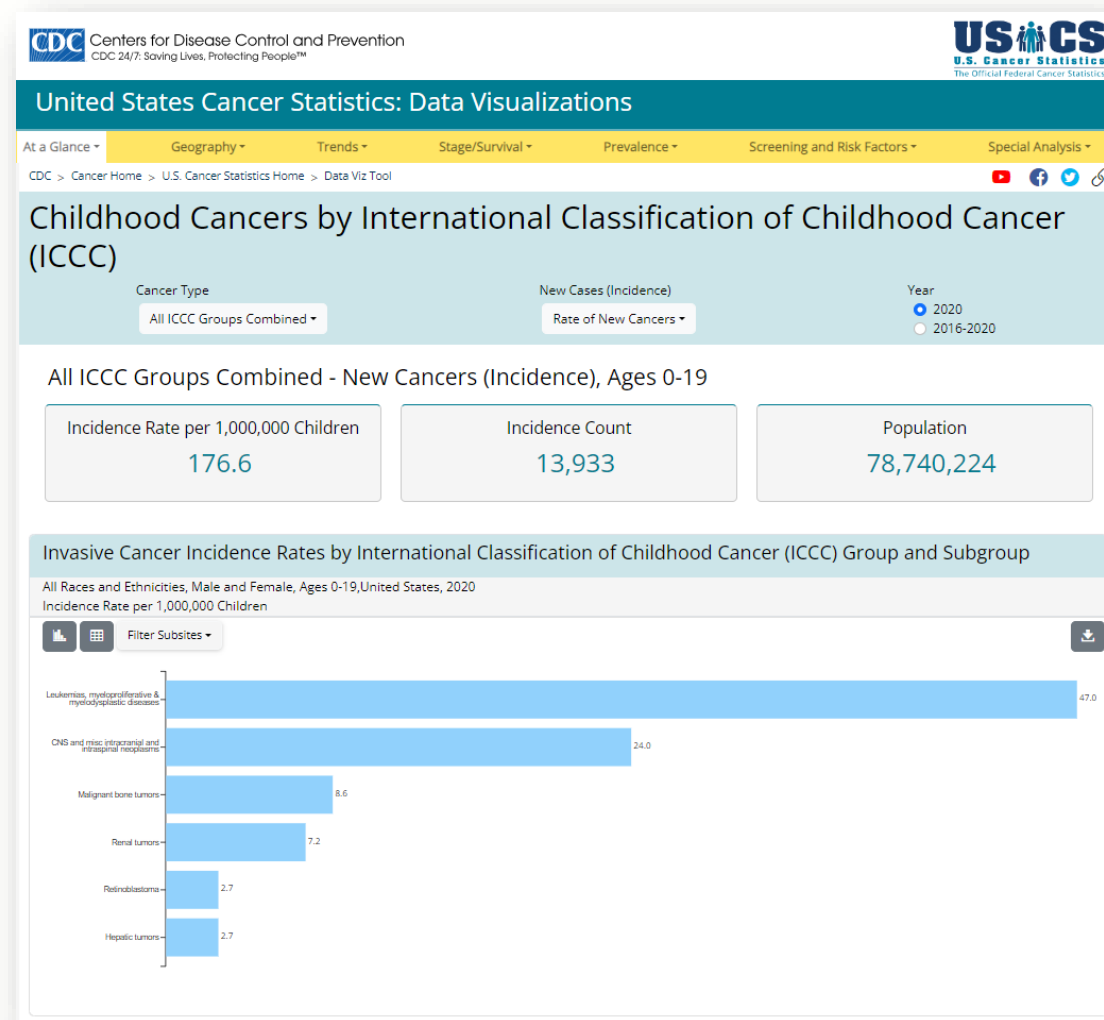 CDC Centers for Disease Control and Prevention
CDC 24/7: Saving Lives, Protecting People™
USCS
U.S. Cancer Statistics
The Official Federal Cancer Statistics
United States Cancer Statistics: Data Visualizations
At a Glance Geography Trends Stage/Survival Prevalence Screening and Risk Factors Special Analysis
CDC > Cancer Home > U.S. Cancer Statistics Home > Data Viz Tool
Childhood Cancers by International Classification of Childhood Cancer
(ICCC)
Cancer Type New Cases (Incidence) Year
All ICCC Groups Combined Rate of New Cancers 2020
2016-2020
All ICCC Groups Combined - New Cancers (Incidence), Ages 0-19
Incidence Rate per 1,000,000 Children Incidence Count Population
176.6 13,933 78,740,224
Invasive Cancer Incidence Rates by International Classification of Childhood Cancer (ICCC) Group and Subgroup
All Races and Ethnicities, Male and Female, Ages 0-19,United States, 2020
Incidence Rate per 1,000,000 Children
Filter Subsites
Leukemias, myeloproliferative &
myelodysplastic diseases 47.0
CNS and misc intracranial and
intraspinal neoplasms 24.0
Malignant bone tumors 8.6
Renal tumors 7.2
Retinoblastoma 2.7
Hepatic tumors 2.7